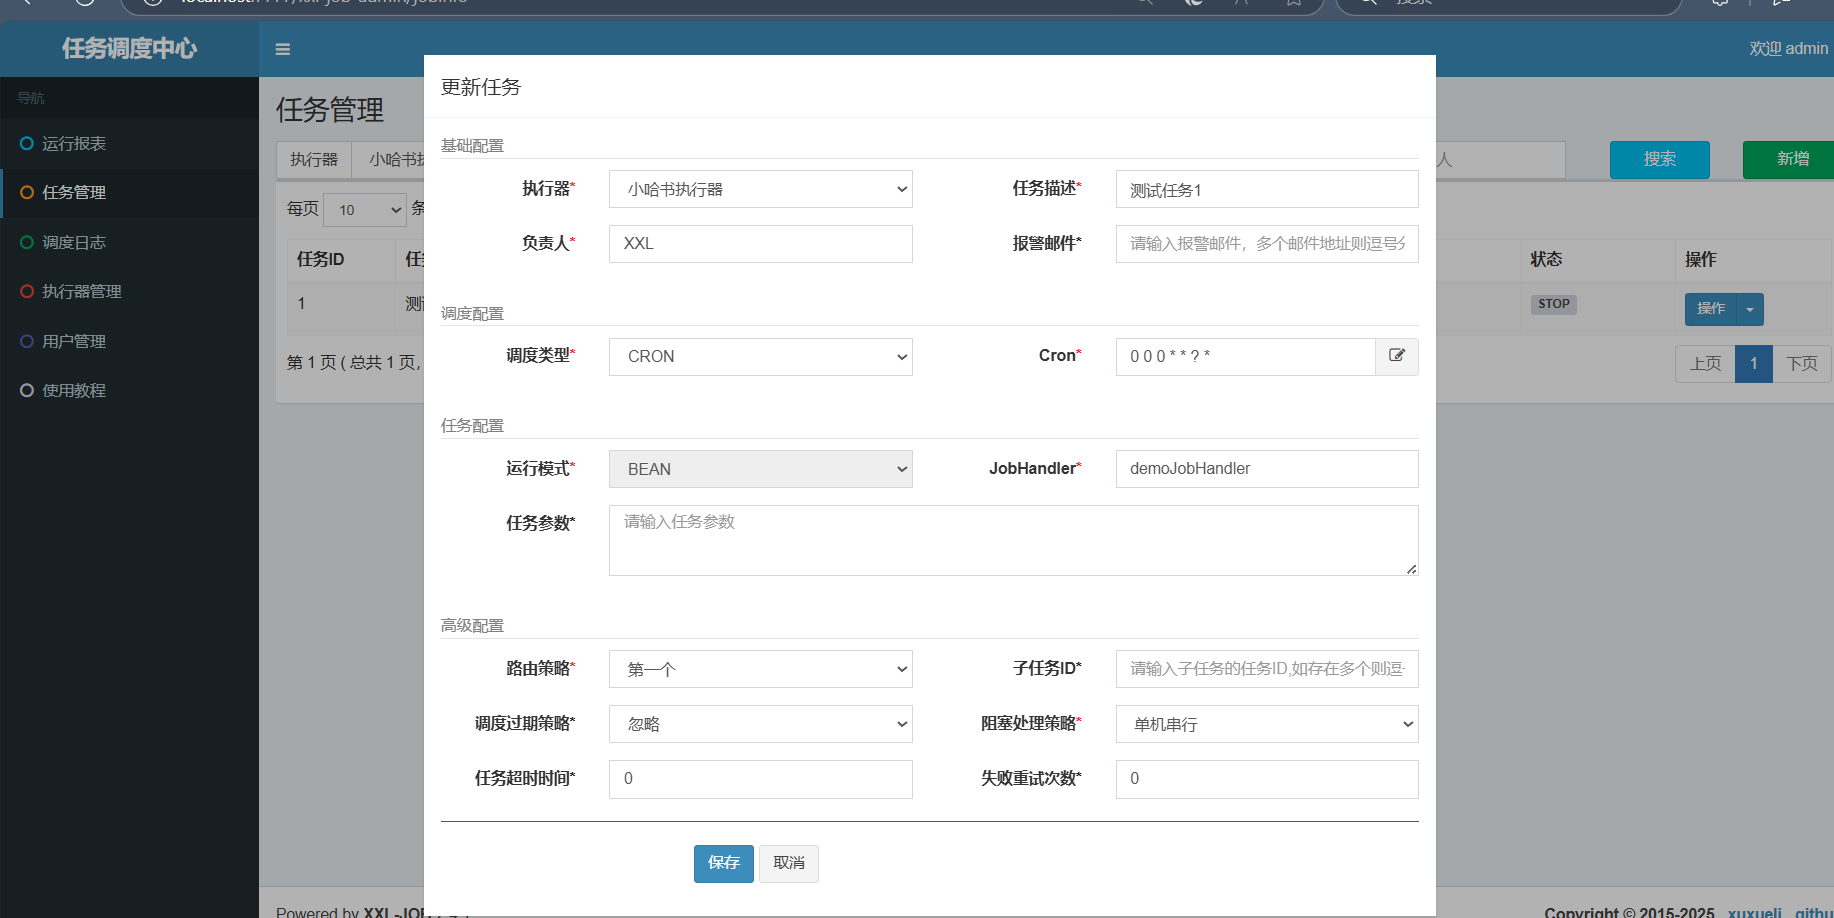 任务调度中心
欢迎 admin
导航
运行报表
任务管理
调度日志
执行器管理
用户管理
使用教程
任务管理
执行器
小哈书
人
搜索
新增
每页 10 条
任务ID
任
状态
操作
1
测
STOP
操作
第 1 页 ( 总共 1 页,
上页
1
下页
更新任务
基础配置
执行器*
小哈书执行器
任务描述*
测试任务1
负责人*
XXL
报警邮件*
请输入报警邮件，多个邮件地址则逗号分
调度配置
调度类型*
CRON
Cron*
0 0 0 * * ? *
任务配置
运行模式*
BEAN
JobHandler*
demoJobHandler
任务参数*
请输入任务参数
高级配置
路由策略*
第一个
子任务ID*
请输入子任务的任务ID,如存在多个则逗
调度过期策略*
忽略
阻塞处理策略*
单机串行
任务超时时间*
0
失败重试次数*
0
保存
取消
Powered by XXL-JOB
Copyright © 2015-2025 xuxueli githu